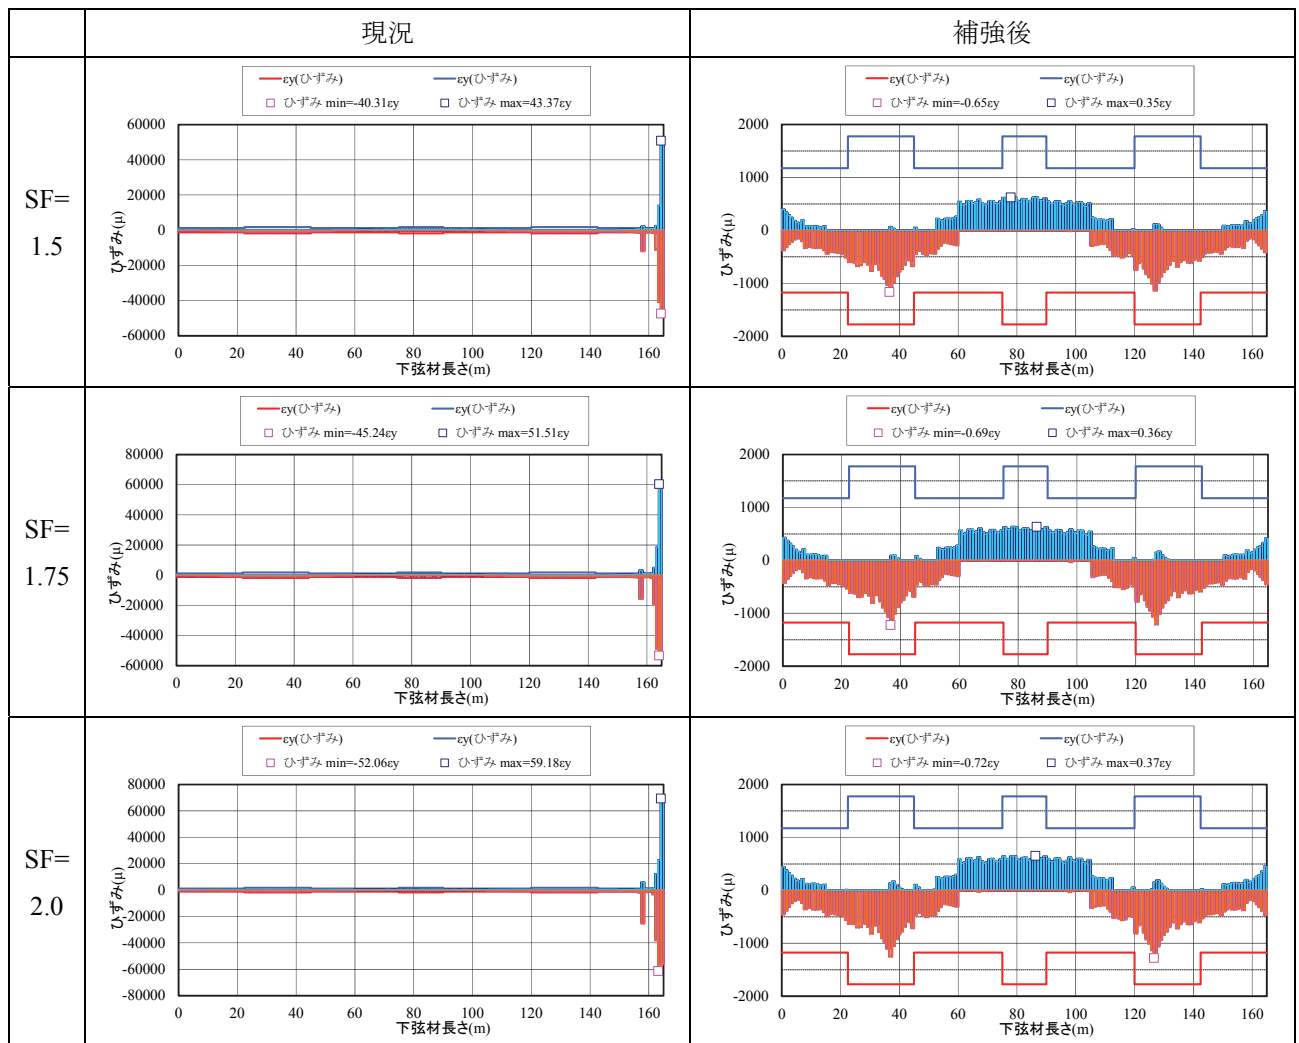 現況
補強後
SF=
1.5
εy(ひずみ) εy(ひずみ)
ひずみ min=-40.31εy ひずみ max=43.37εy
60000
40000
20000
0
-20000
-40000
-60000
ひずみ(μ)
0 20 40 60 80 100 120 140 160
下弦材長さ(m)
εy(ひずみ) εy(ひずみ)
ひずみ min=-0.65εy ひずみ max=0.35εy
2000
1000
0
-1000
-2000
ひずみ(μ)
0 20 40 60 80 100 120 140 160
下弦材長さ(m)
SF=
1.75
εy(ひずみ) εy(ひずみ)
ひずみ min=-45.24εy ひずみ max=51.51εy
80000
60000
40000
20000
0
-20000
-40000
-60000
ひずみ(μ)
0 20 40 60 80 100 120 140 160
下弦材長さ(m)
εy(ひずみ) εy(ひずみ)
ひずみ min=-0.69εy ひずみ max=0.36εy
2000
1000
0
-1000
-2000
ひずみ(μ)
0 20 40 60 80 100 120 140 160
下弦材長さ(m)
SF=
2.0
εy(ひずみ) εy(ひずみ)
ひずみ min=-52.06εy ひずみ max=59.18εy
80000
60000
40000
20000
0
-20000
-40000
-60000
-80000
ひずみ(μ)
0 20 40 60 80 100 120 140 160
下弦材長さ(m)
εy(ひずみ) εy(ひずみ)
ひずみ min=-0.72εy ひずみ max=0.37εy
2000
1000
0
-1000
-2000
ひずみ(μ)
0 20 40 60 80 100 120 140 160
下弦材長さ(m)